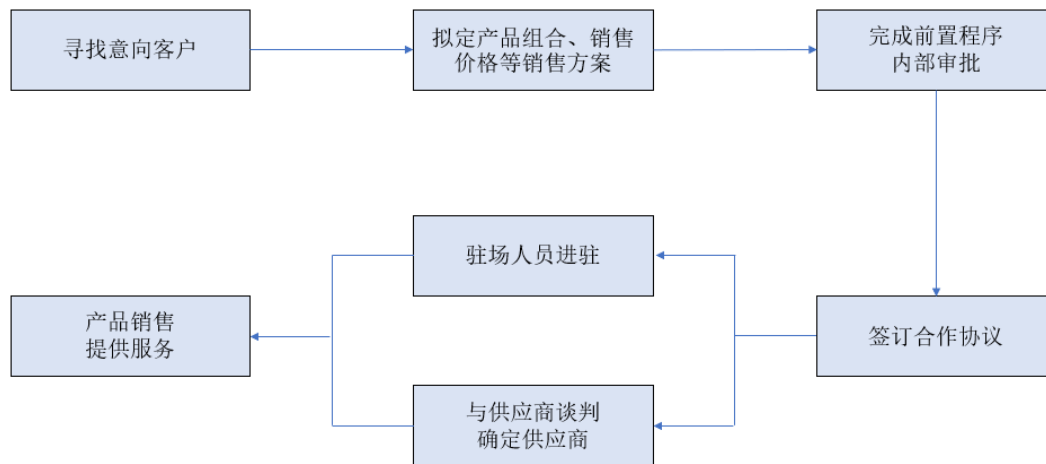 寻找意向客户
拟定产品组合、销售
价格等销售方案
完成前置程序
内部审批
驻场人员进驻
产品销售
提供服务
签订合作协议
与供应商谈判
确定供应商